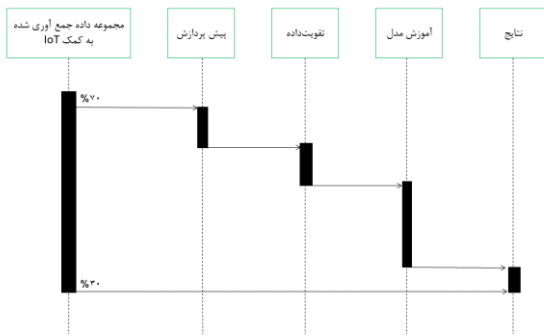 مجموعه داده جمع آوری شده
به کمک IoT
پیش پردازش
تقویت‌داده
آموزش مدل
نتایج
%۷۰
%۳۰